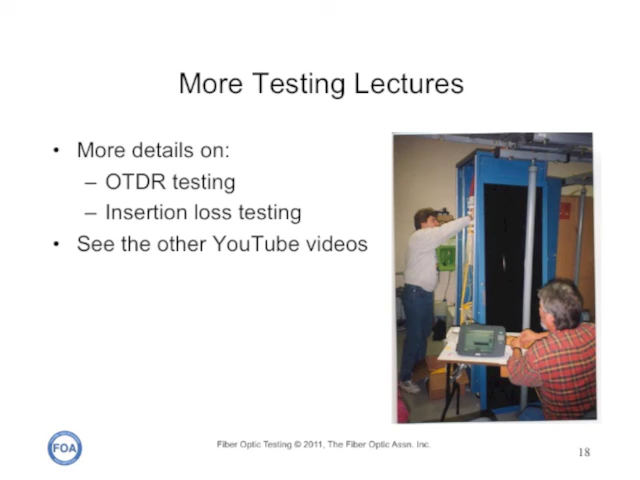 More Testing Lectures
• More details on:
– OTDR testing
– Insertion loss testing
• See the other YouTube videos
FOA
Fiber Optic Testing © 2011, The Fiber Optic Assn. Inc.
18